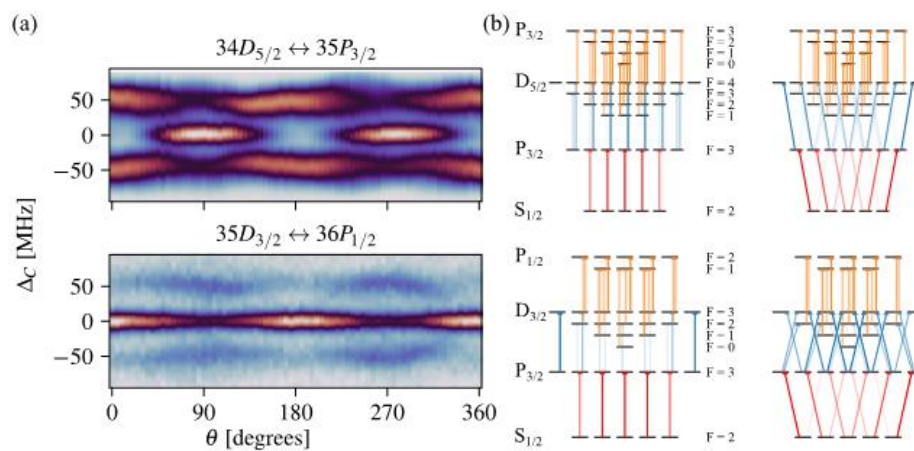 (a)
34D5/2 ↔ 35P3/2
50
0
−50
35D3/2 ↔ 36P1/2
50
0
−50
0 90 180 270 360
θ [degrees]
Δc [MHz]
(b)
P3/2
F = 3
F = 2
F = 1
F = 0
D5/2
F = 4
F = 3
F = 2
F = 1
P3/2
F = 3
S1/2
F = 2
P1/2
F = 2
F = 1
D3/2
F = 3
F = 2
F = 1
F = 0
P3/2
F = 3
S1/2
F = 2